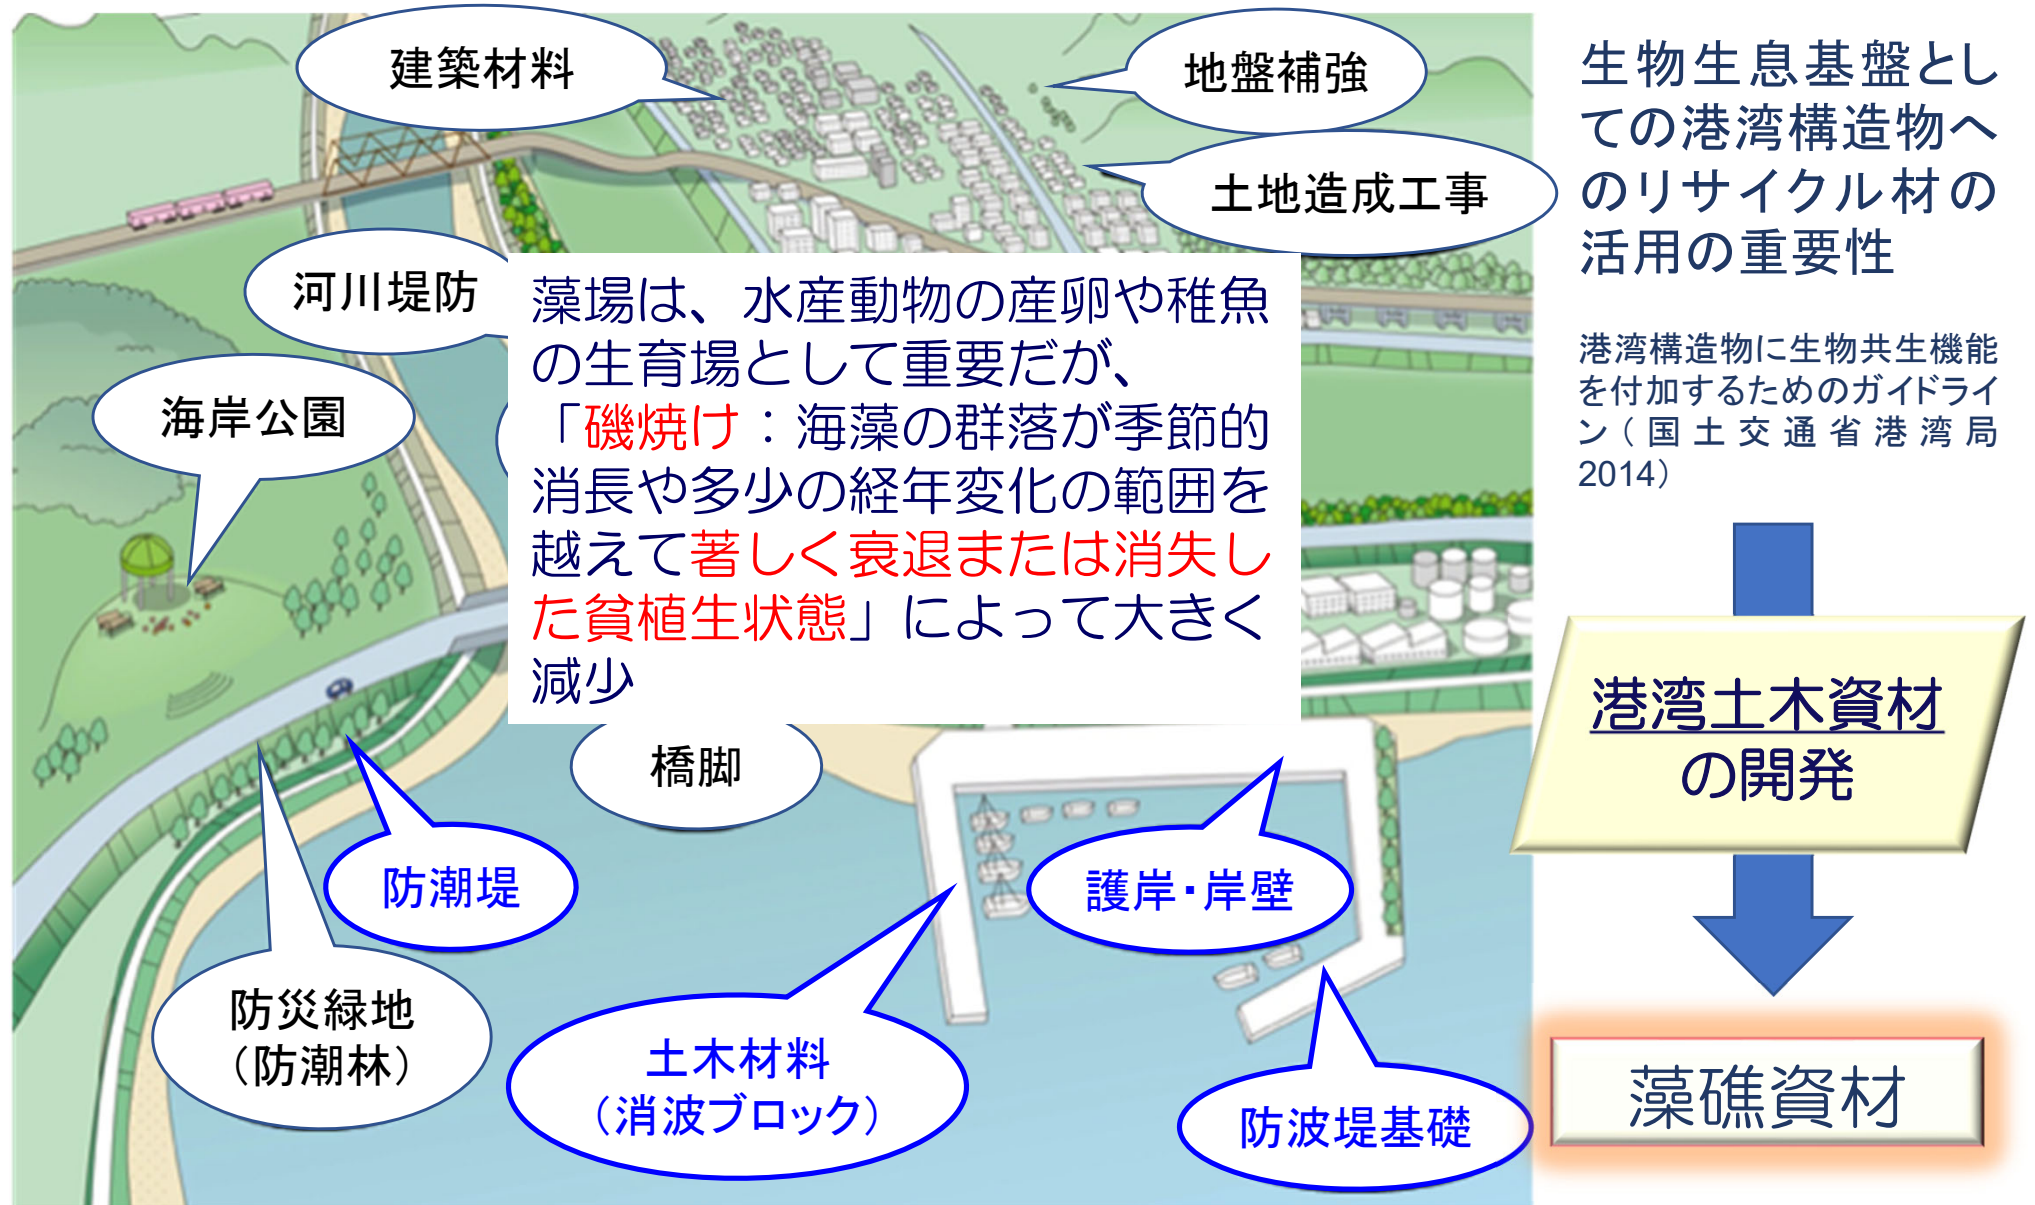 建築材料
地盤補強
土地造成工事
河川堤防
海岸公園
藻場は、水産動物の産卵や稚魚
の生育場として重要だが、
「磯焼け：海藻の群落が季節的
消長や多少の経年変化の範囲を
越えて著しく衰退または消失し
た貧植生状態」によって大きく
減少
橋脚
防潮堤
護岸・岸壁
防災緑地
（防潮林）
土木材料
（消波ブロック）
防波堤基礎
生物生息基盤とし
ての港湾構造物へ
のリサイクル材の
活用の重要性
港湾構造物に生物共生機能
を付加するためのガイドライ
ン（国土交通省港湾局
2014）
港湾土木資材
の開発
藻礁資材